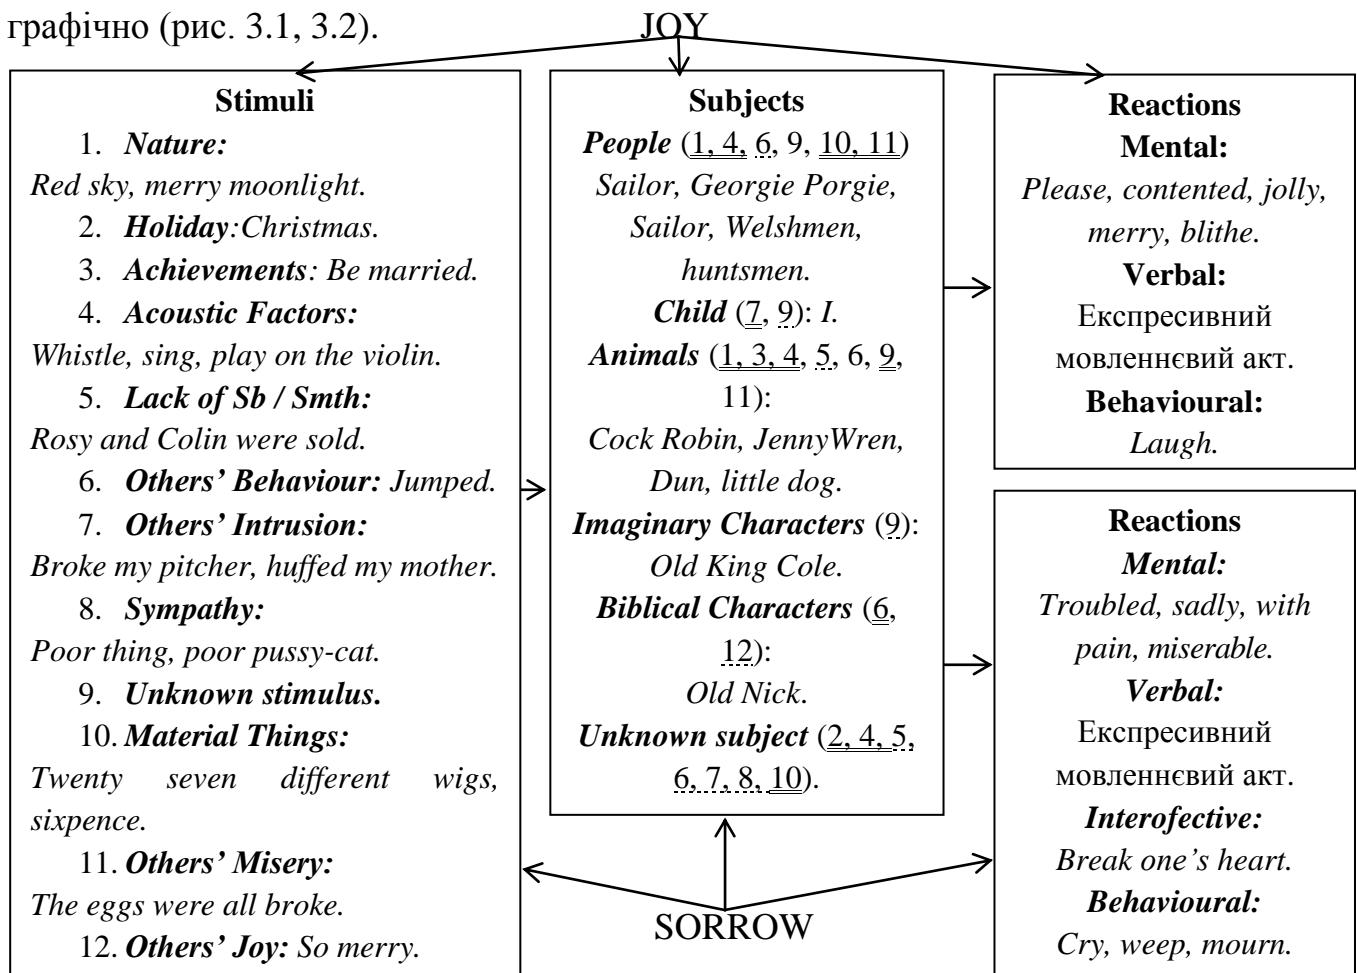 графічно (рис. 3.1, 3.2).
JOY
Stimuli
1. Nature:
Red sky, merry moonlight.
2. Holiday:Christmas.
3. Achievements: Be married.
4. Acoustic Factors:
Whistle, sing, play on the violin.
5. Lack of Sb / Smth:
Rosy and Colin were sold.
6. Others’ Behaviour: Jumped.
7. Others’ Intrusion:
Broke my pitcher, huffed my mother.
8. Sympathy:
Poor thing, poor pussy-cat.
9. Unknown stimulus.
10. Material Things:
Twenty seven different wigs,
sixpence.
11. Others’ Misery:
The eggs were all broke.
12. Others’ Joy: So merry.
Subjects
People (1, 4, 6, 9, 10, 11)
Sailor, Georgie Porgie,
Sailor, Welshmen,
huntsmen.
Child (7, 9): I.
Animals (1, 3, 4, 5, 6, 9,
11):
Cock Robin, JennyWren,
Dun, little dog.
Imaginary Characters (9):
Old King Cole.
Biblical Characters (6,
12):
Old Nick.
Unknown subject (2, 4, 5,
6, 7, 8, 10).
Reactions
Mental:
Please, contented, jolly,
merry, blithe.
Verbal:
Експресивний
мовленнєвий акт.
Behavioural:
Laugh.
Reactions
Mental:
Troubled, sadly, with
pain, miserable.
Verbal:
Експресивний
мовленнєвий акт.
Interofective:
Break one’s heart.
Behavioural:
Cry, weep, mourn.
SORROW